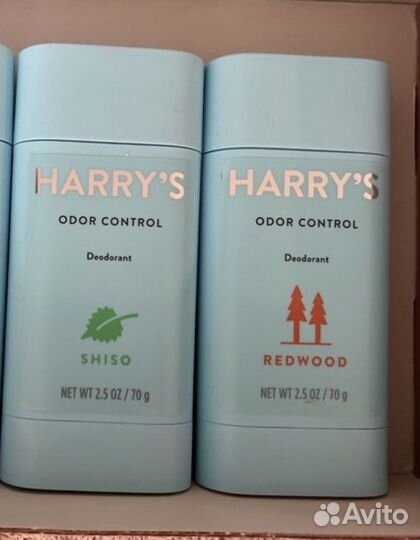 HARRY'S
ODOR CONTROL
Deodorant
SHISO
NET WT 2.5 OZ / 70 g
HARRY'S
ODOR CONTROL
Deodorant
REDWOOD
NET WT 2.5 OZ / 70 g
Avito